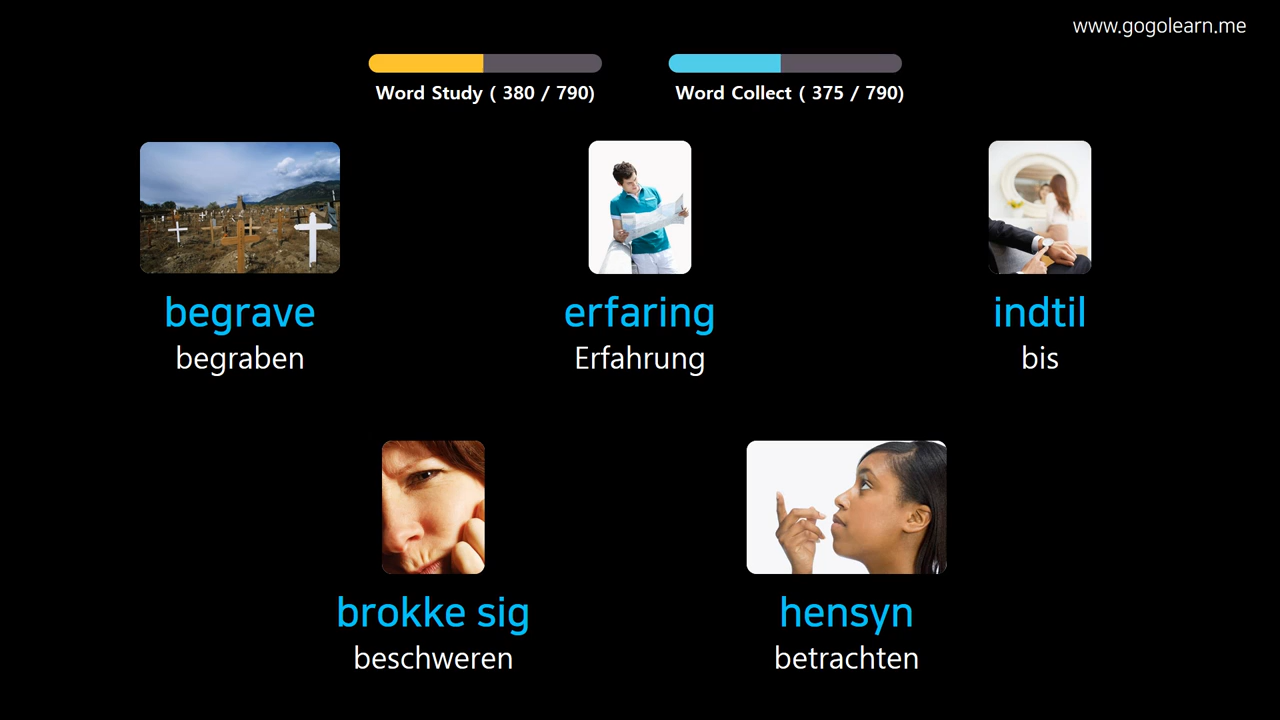 www.gogolearn.me
Word Study ( 380 / 790)
Word Collect ( 375 / 790)
begrave
begraben
erfaring
Erfahrung
indtil
bis
brokke sig
beschweren
hensyn
betrachten